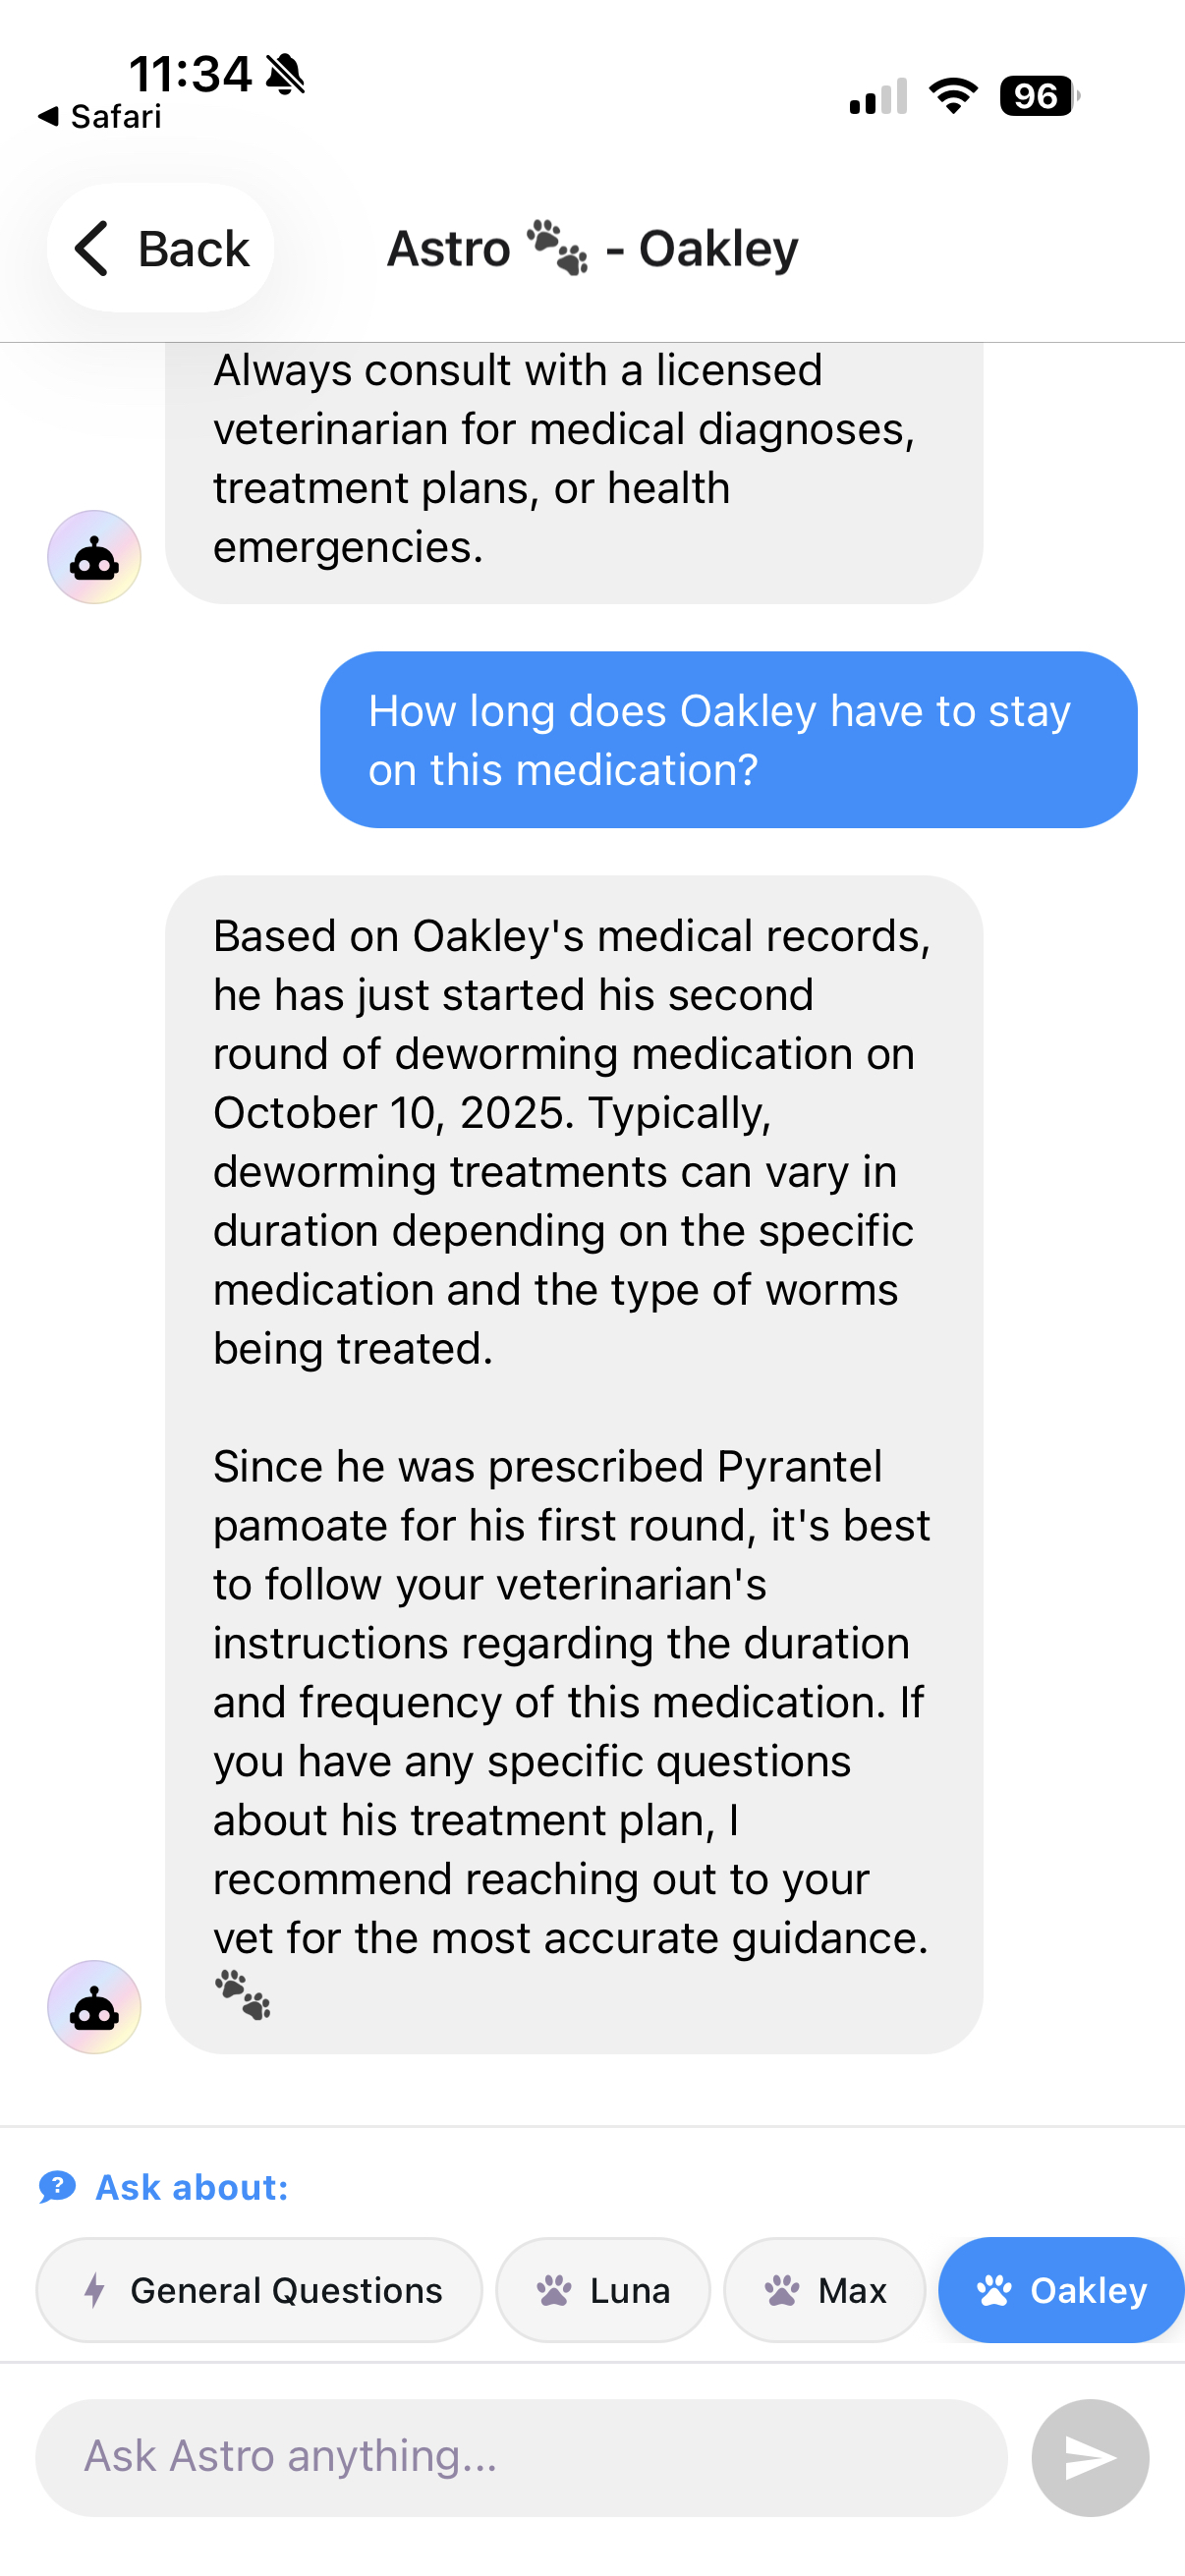 11:34
Safari
96
Back
Astro 🐾 - Oakley
Always consult with a licensed
veterinarian for medical diagnoses,
treatment plans, or health
emergencies.
How long does Oakley have to stay
on this medication?
Based on Oakley's medical records,
he has just started his second
round of deworming medication on
October 10, 2025. Typically,
deworming treatments can vary in
duration depending on the specific
medication and the type of worms
being treated.
Since he was prescribed Pyrantel
pamoate for his first round, it's best
to follow your veterinarian's
instructions regarding the duration
and frequency of this medication. If
you have any specific questions
about his treatment plan, I
recommend reaching out to your
vet for the most accurate guidance.
🐾
Ask about:
General Questions
Luna
Max
Oakley
Ask Astro anything...